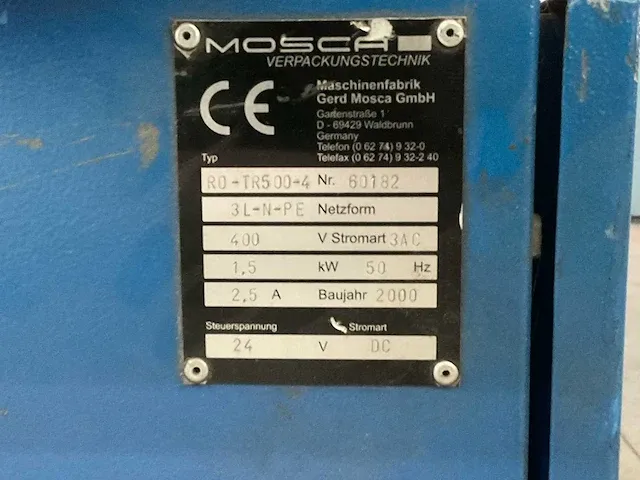 MOSCA
VERPACKUNGSTECHNIK
CE
Maschinenfabrik
Gerd Mosca GmbH
Gartenstraße 1
D - 69429 Waldbrunn
Germany
Telefon (0 62 74) 9 32-0
Telefax (0 62 74) 9 32-2 40
Typ
RO-TR500-4 Nr. 60182
3L-N-PE Netzform
400 V Stromart 3AC
1,5 kW 50 Hz
2,5 A Baujahr 2000
Steuerspannung Stromart
24 V DC